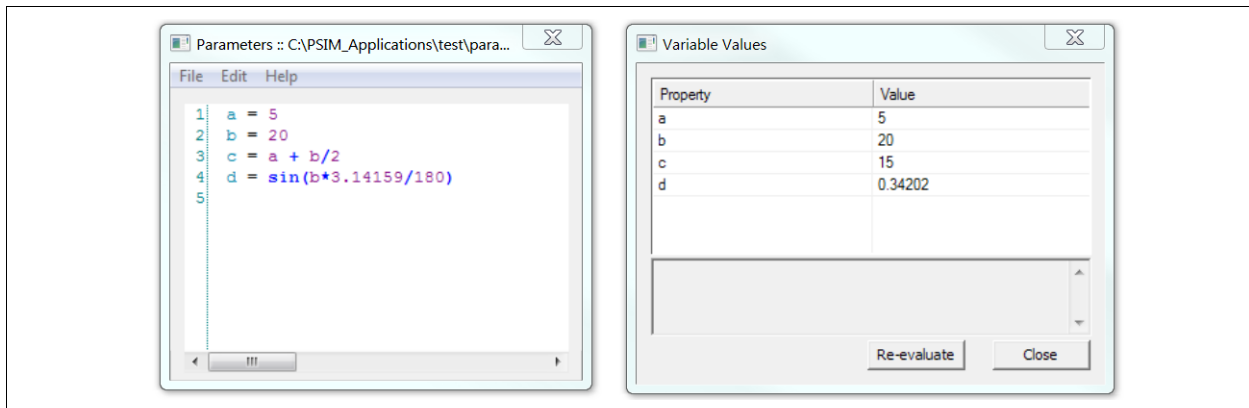 Parameters :: C:\PSIM_Applications\test\para...
File Edit Help
1 a = 5
2 b = 20
3 c = a + b/2
4 d = sin(b*3.14159/180)
5
Variable Values
Property Value
a 5
b 20
c 15
d 0.34202
Re-evaluate Close